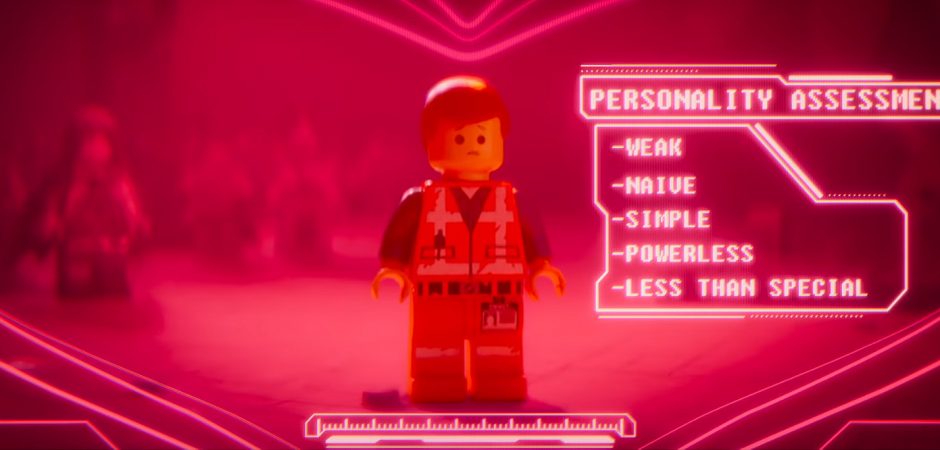 PERSONALITY ASSESSMEN
-WEAK
-NAIVE
-SIMPLE
-POWERLESS
-LESS THAN SPECIAL